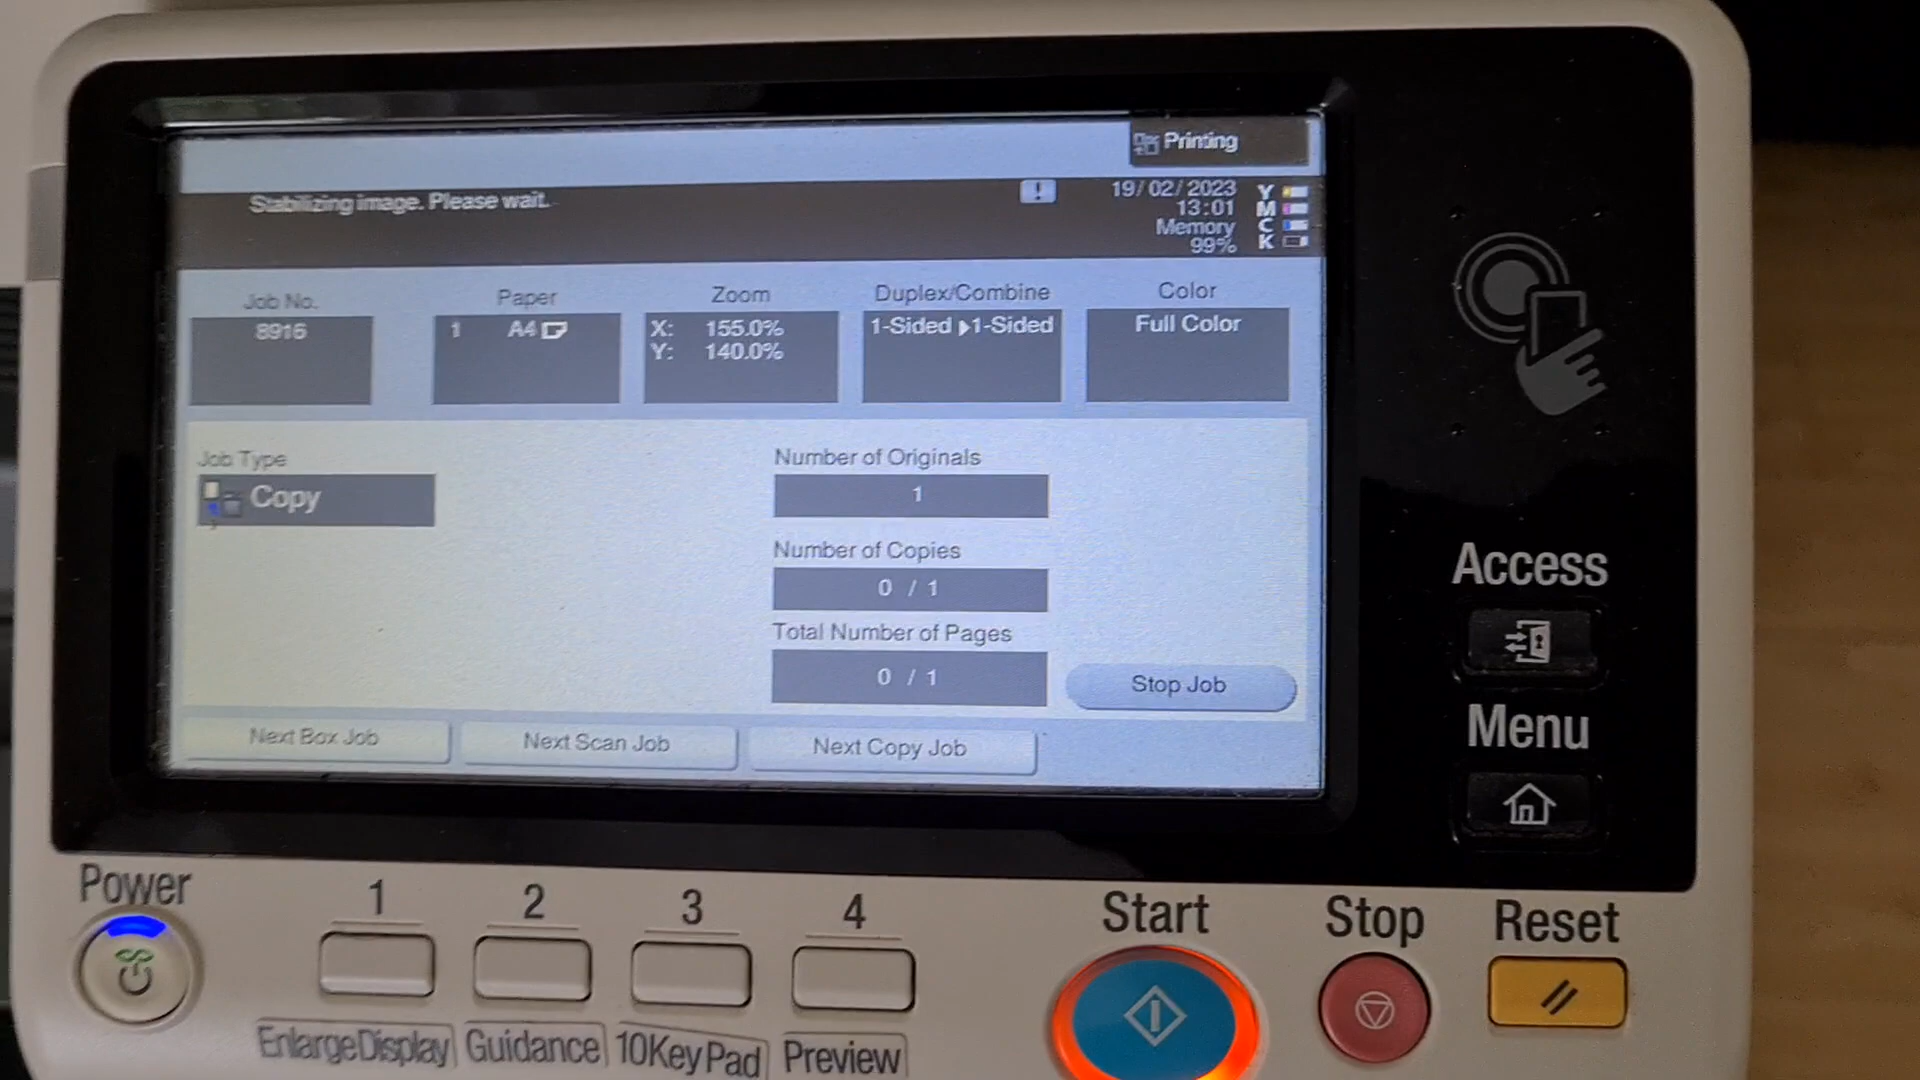 Printing
Stabilizing image. Please wait.
!
19/02/2023
13:01
Memory
99%
Y
M
C
K
Job No.
8916
Paper
1 A4
Zoom
X: 155.0%
Y: 140.0%
Duplex/Combine
1-Sided ▶1-Sided
Color
Full Color
Job Type
Copy
Number of Originals
1
Number of Copies
0 / 1
Total Number of Pages
0 / 1
Stop Job
Next Box Job
Next Scan Job
Next Copy Job
Access
Menu
Power
1
2
3
4
Start
Stop
Reset
Enlarge Display
Guidance
10Key Pad
Preview